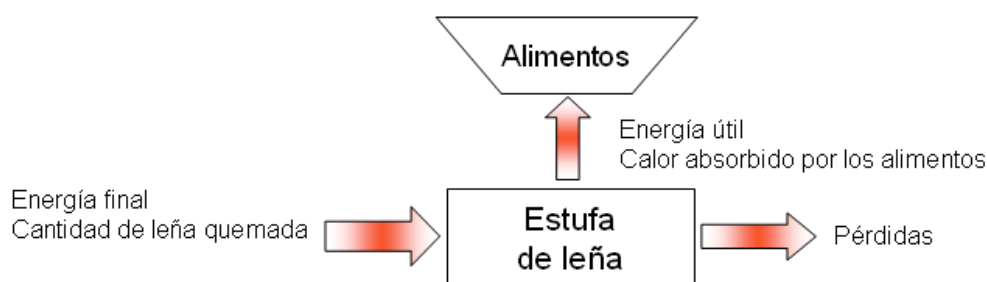 Alimentos
Energía útil
Calor absorbido por los alimentos
Energía final
Cantidad de leña quemada
Estufa
de leña
Pérdidas